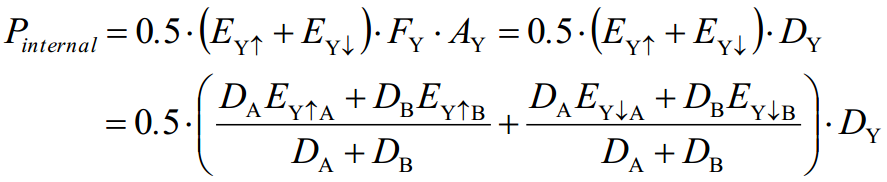 P_internal = 0.5·(E_Y↑ + E_Y↓)·F_Y · A_Y = 0.5·(E_Y↑ + E_Y↓)·D_Y
= 0.5·((D_A E_Y↑A + D_B E_Y↑B)/(D_A + D_B) + (D_A E_Y↓A + D_B E_Y↓B)/(D_A + D_B))·D_Y